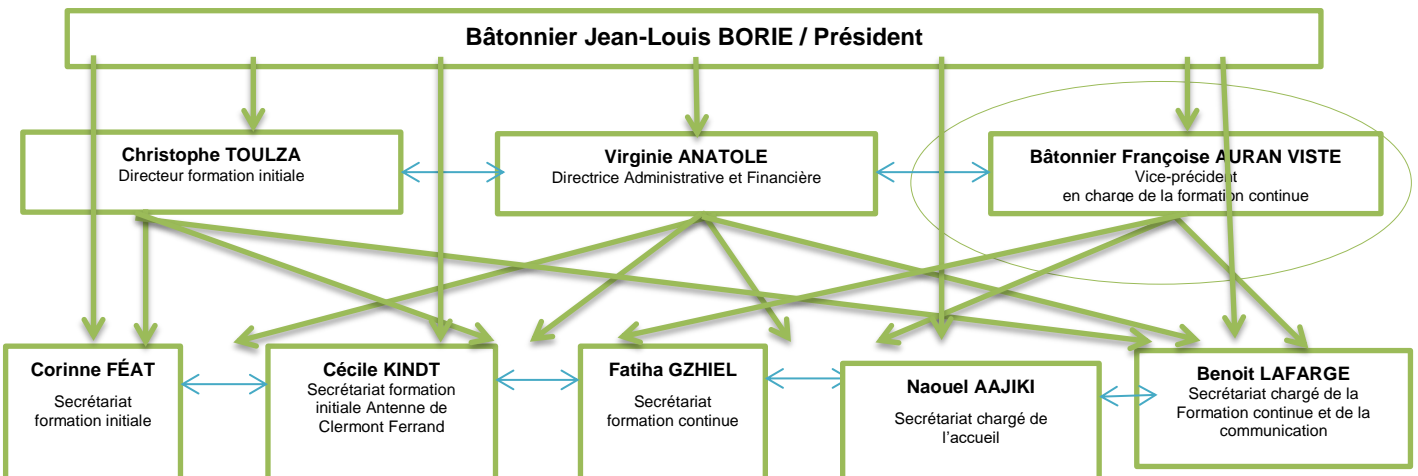 Bâtonnier Jean-Louis BORIE / Président
Christophe TOULZA
Directeur formation initiale
Virginie ANATOLE
Directrice Administrative et Financière
Bâtonnier Françoise AURAN VISTE
Vice-précident
en charge de la formation continue
Corinne FÉAT
Secrétariat
formation initiale
Cécile KINDT
Secrétariat formation
initiale Antenne de
Clermont Ferrand
Fatiha GZHIEL
Secrétariat
formation continue
Naouel AAJIKI
Secrétariat chargé de
l’accueil
Benoit LAFARGE
Secrétariat chargé de la
Formation continue et de la
communication